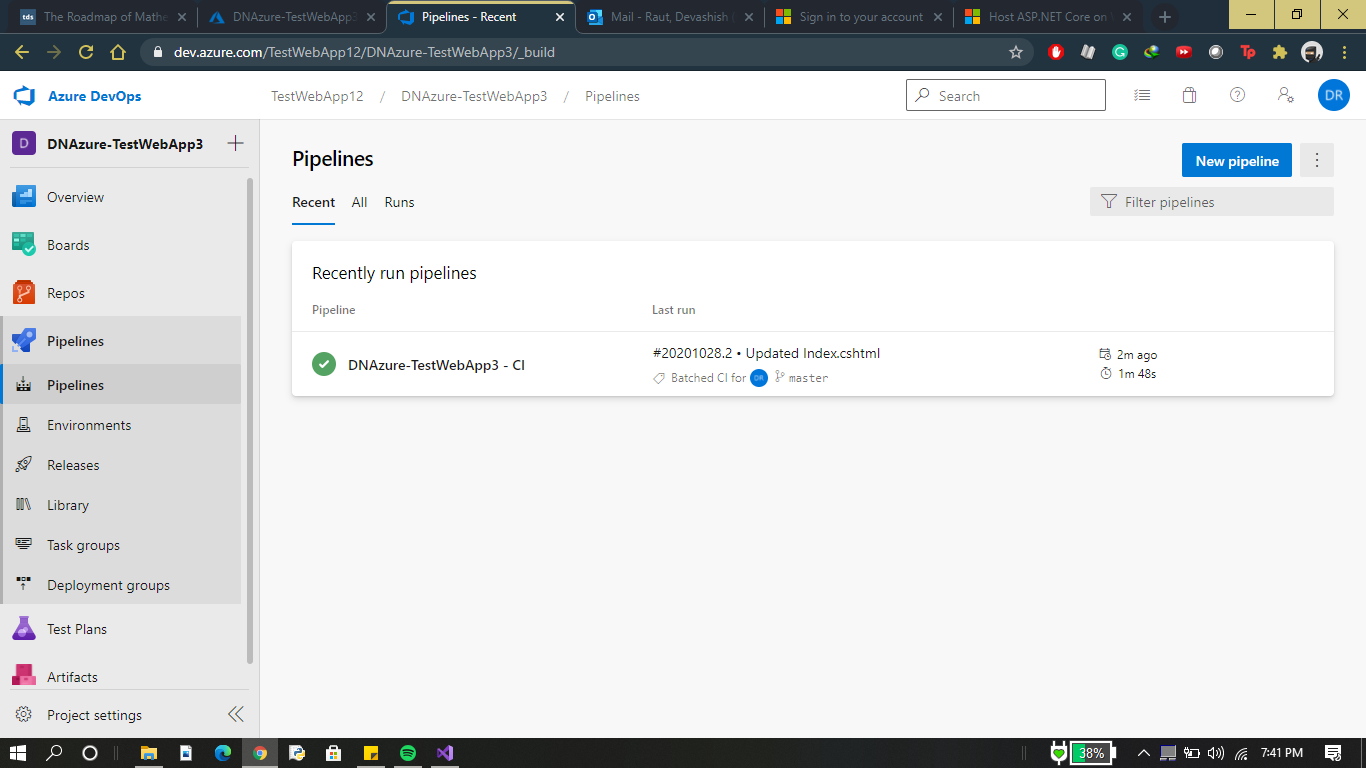 tds The Roadmap of Mathe
DNAzure-TestWebApp3
Pipelines - Recent
Mail - Raut, Devashish (
Sign in to your account
Host ASP.NET Core on
dev.azure.com/TestWebApp12/DNAzure-TestWebApp3/_build
Azure DevOps
TestWebApp12 / DNAzure-TestWebApp3 / Pipelines
Search
DR
D DNAzure-TestWebApp3
Overview
Boards
Repos
Pipelines
Pipelines
Environments
Releases
Library
Task groups
Deployment groups
Test Plans
Artifacts
Project settings
Pipelines
New pipeline
Recent All Runs
Filter pipelines
Recently run pipelines
Pipeline Last run
DNAzure-TestWebApp3 - CI
#20201028.2 • Updated Index.cshtml
Batched CI for DR master
2m ago
1m 48s
38%
7:41 PM